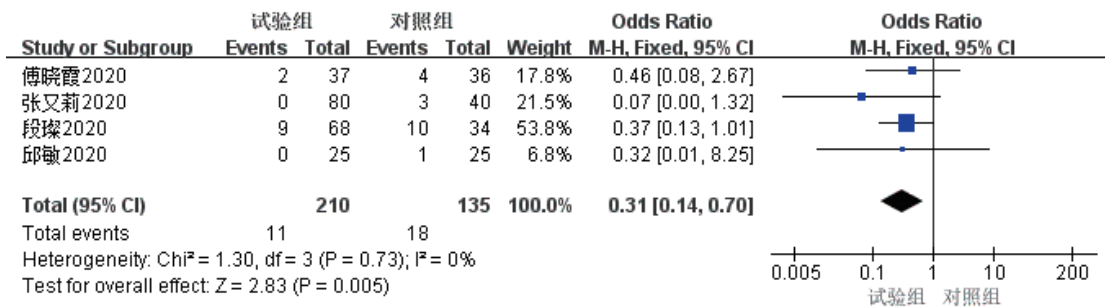 试验组 对照组 Odds Ratio Odds Ratio
Study or Subgroup Events Total Events Total Weight M-H, Fixed, 95% CI M-H, Fixed, 95% CI
傅晓霞2020 2 37 4 36 17.8% 0.46 [0.08, 2.67]
张又莉2020 0 80 3 40 21.5% 0.07 [0.00, 1.32]
段璨2020 9 68 10 34 53.8% 0.37 [0.13, 1.01]
邱敏2020 0 25 1 25 6.8% 0.32 [0.01, 8.25]
Total (95% CI) 210 135 100.0% 0.31 [0.14, 0.70]
Total events 11 18
Heterogeneity: Chi² = 1.30, df = 3 (P = 0.73); I² = 0%
Test for overall effect: Z = 2.83 (P = 0.005)
0.005 0.1 1 10 200
试验组 对照组